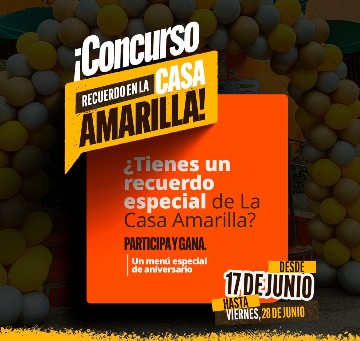 ¡CONCURSO
RECUERDO EN LA CASA
AMARILLA!
¿Tienes un
recuerdo
especial de La
Casa Amarilla?
PARTICIPA Y GANA.
Un menú especial
de aniversario
DESDE
17 DE JUNIO
HASTA
VIERNES, 28 DE JUNIO